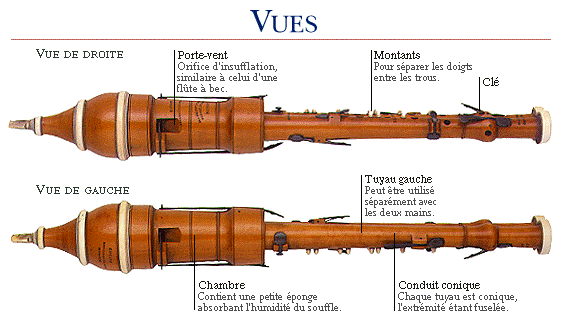 VUES
VUE DE DROITE
Porte-vent
Orifice d'insufflation,
similaire à celui d'une
flûte à bec.
Montants
Pour séparer les doigts
entre les trous.
Clé
VUE DE GAUCHE
Tuyau gauche
Peut être utilisé
séparément avec
les deux mains.
Chambre
Contient une petite éponge
absorbant l'humidité du souffle.
Conduit conique
Chaque tuyau est conique,
l'extrémité étant fuselée.